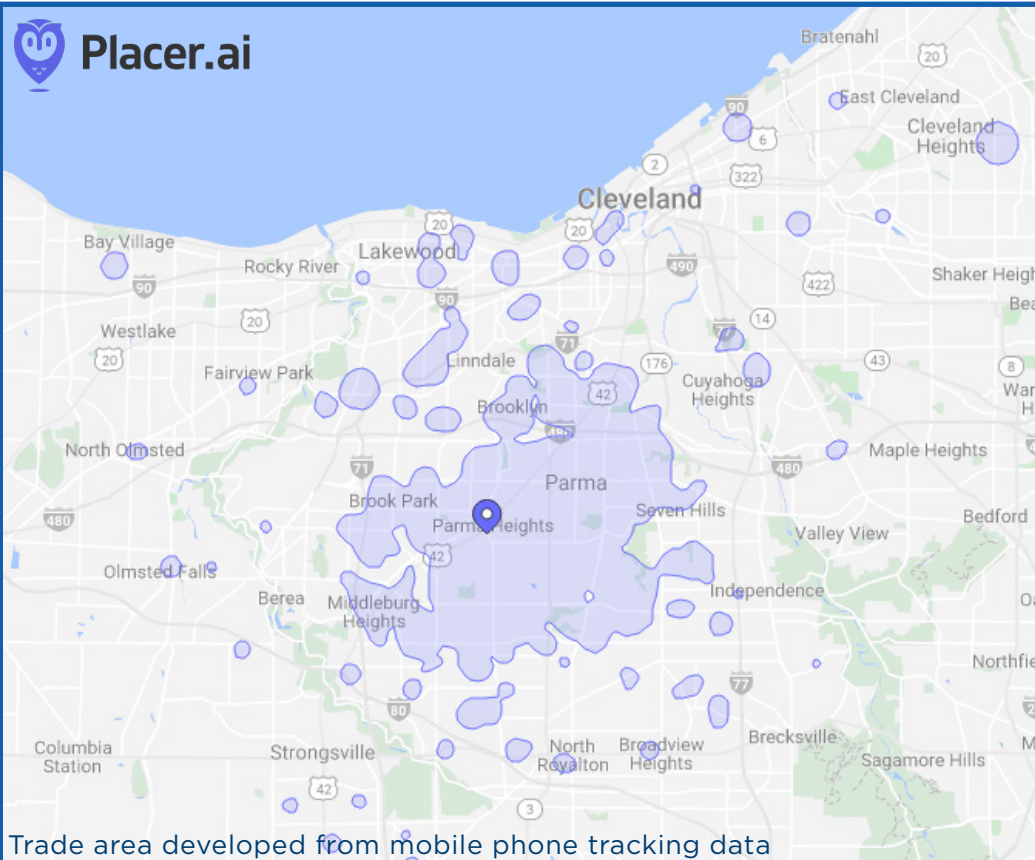 Placer.ai
Bratenahl
20
East Cleveland
90
Cleveland
Heights
6
2
322
Cleveland
20
20
Bay Village
Lakewood
Rocky River
490
Shaker Heigh
90
422
90
Bea
20
14
Westlake
77
71
20
Linndale
176
43
8
Fairview Park
Cuyahoga
Heights
War
H
42
Brooklyn
480
North Olmsted
Maple Heights
71
480
Parma
Brook Park
Seven Hills
480
Parma Heights
Bedford
Valley View
42
Olmsted Falls
Independence
Berea
Middleburg
Heights
Northfie
77
80
Columbia
Station
Strongsville
North
Royalton
Broadview
Heights
Brecksville
Sagamore Hills
42
3
Trade area developed from mobile phone tracking data